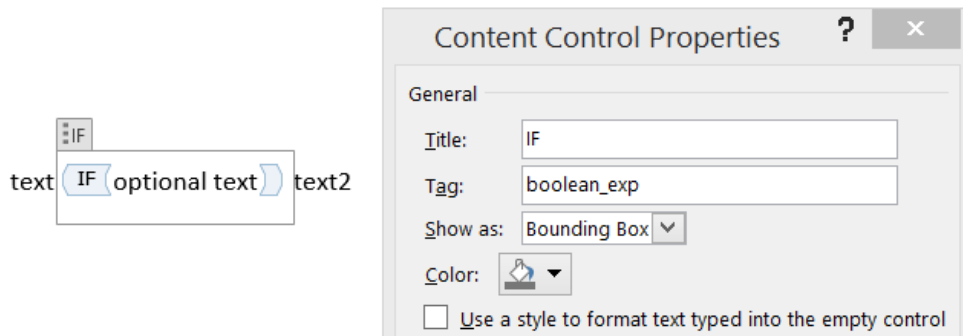 IF
text IF optional text text2
Content Control Properties ? ×
General
Title: IF
Tag: boolean_exp
Show as: Bounding Box
Color:
Use a style to format text typed into the empty control